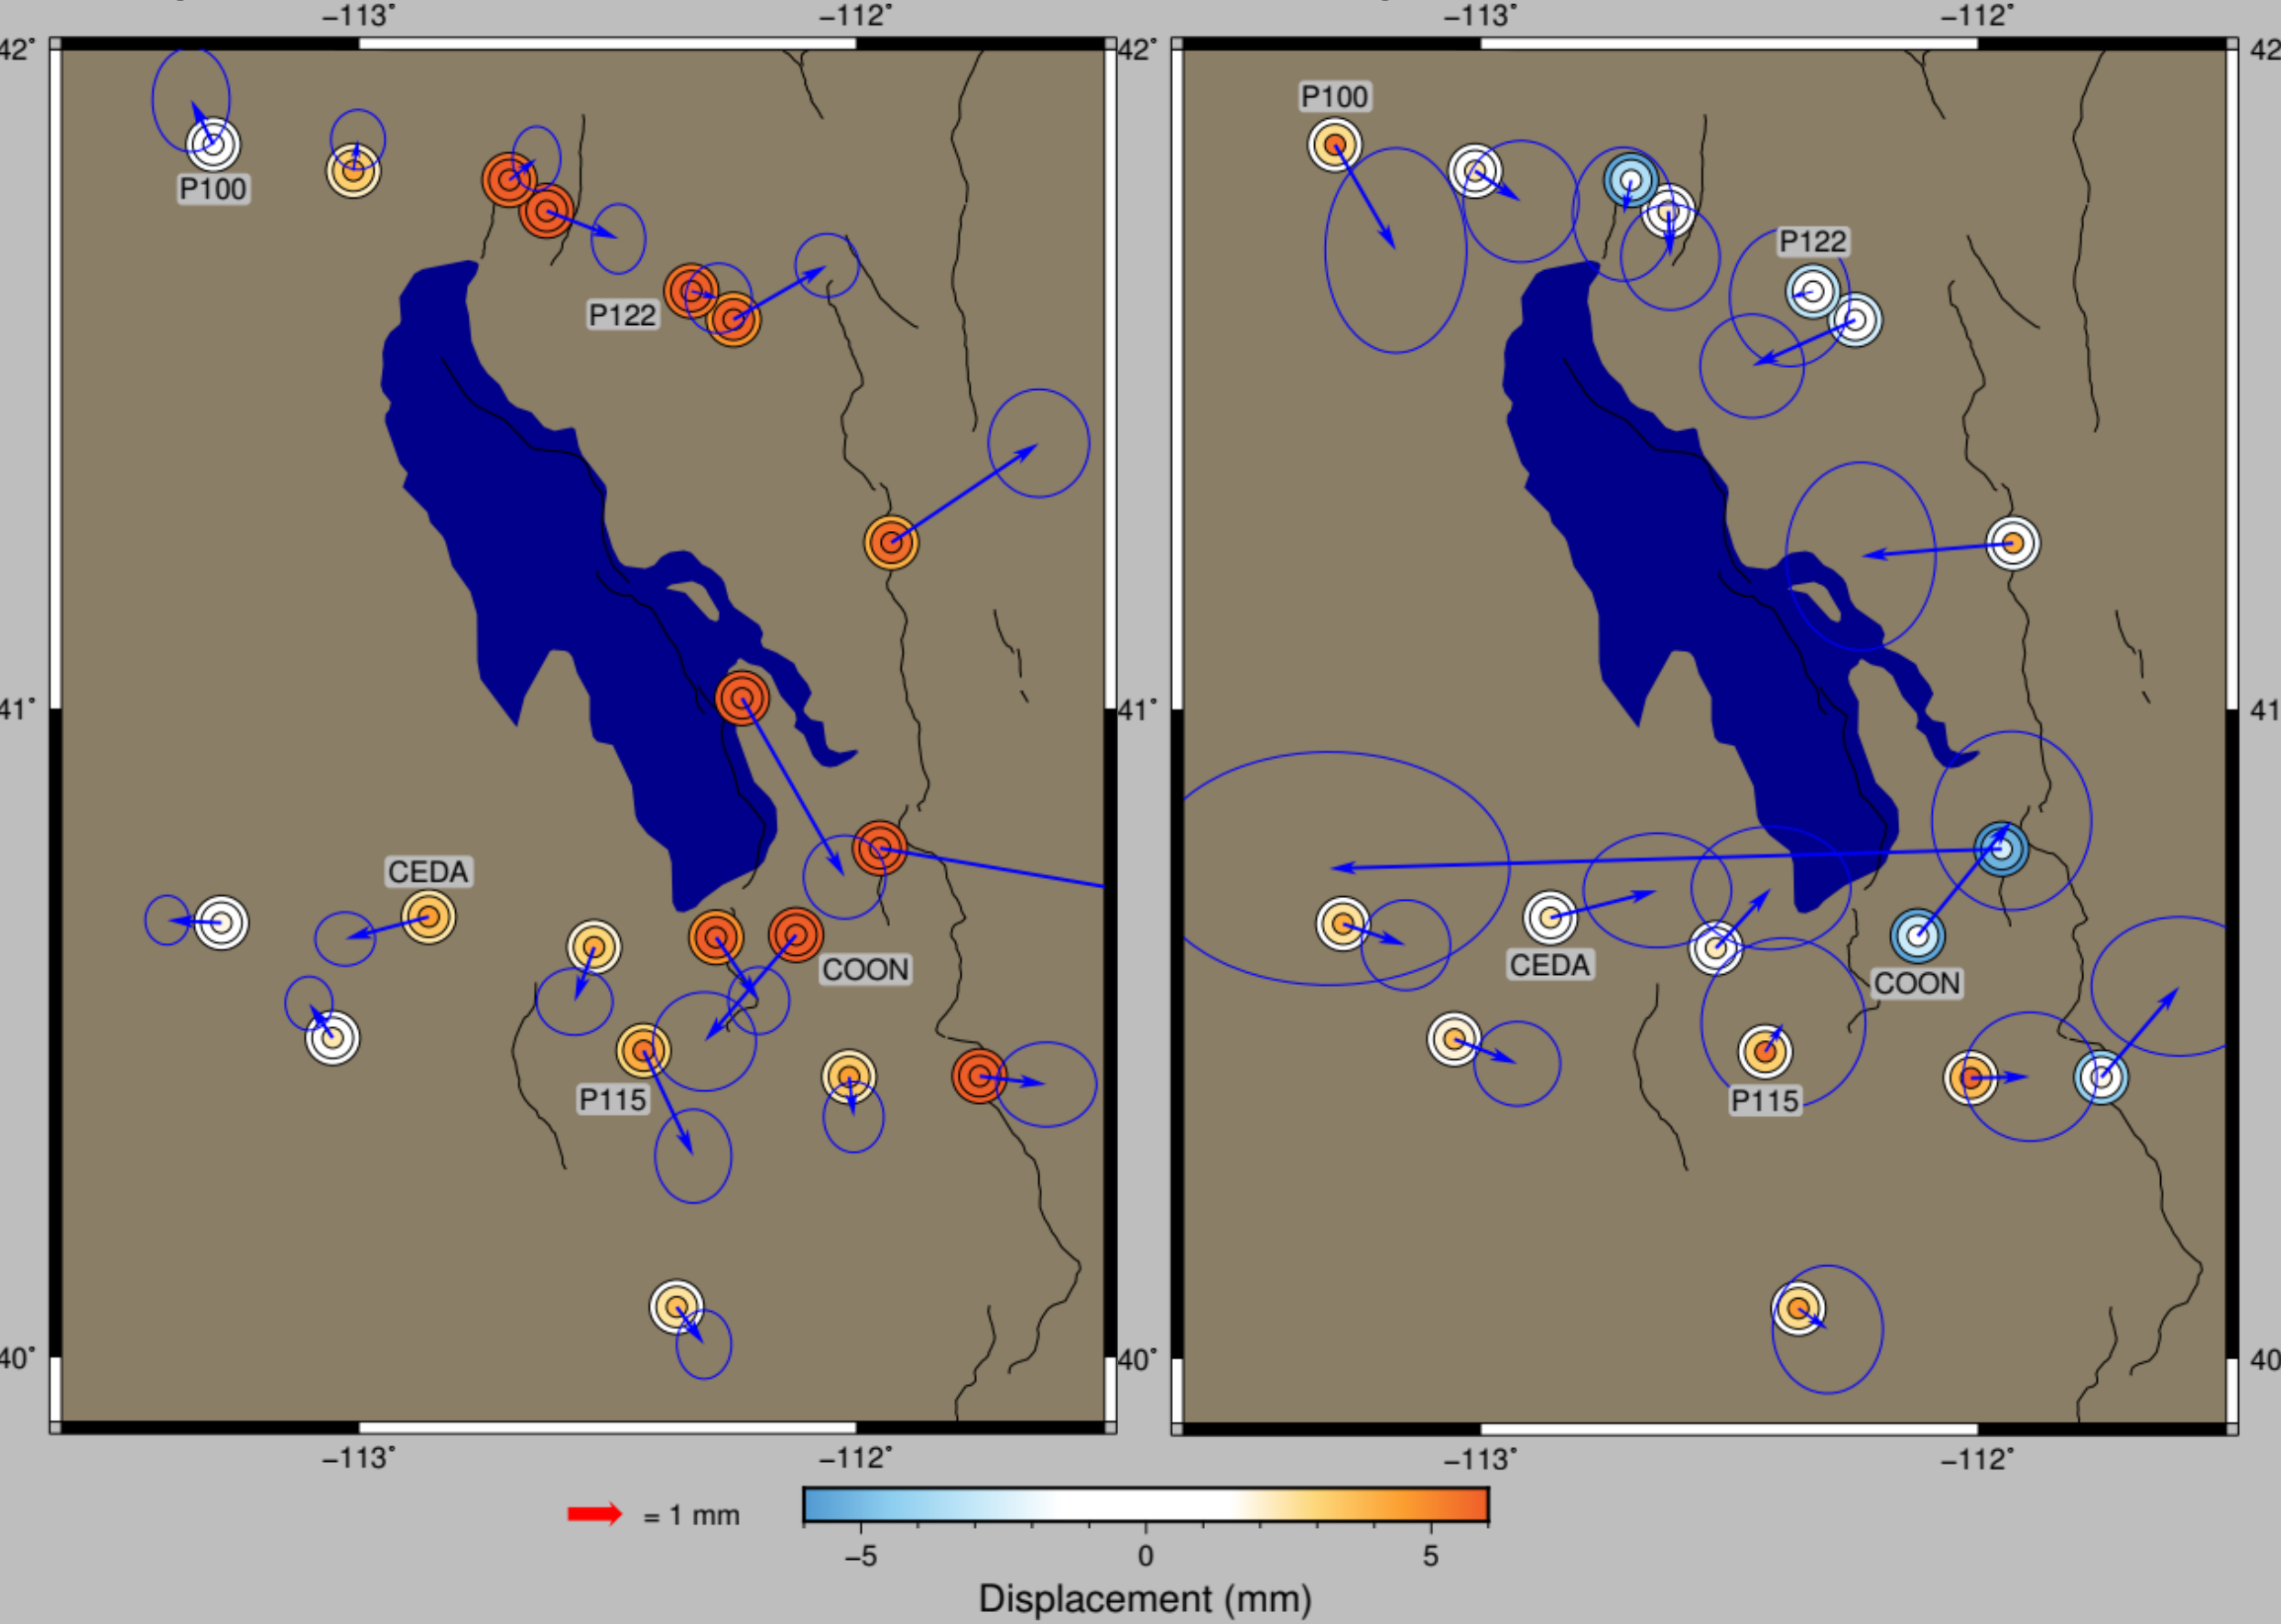 −113˚ −112˚ −113˚ −112˚
42˚ 42˚ 42
P100
P100
P122
P122
41˚ 41˚ 41
CEDA
CEDA
COON
COON
P115 P115
40˚ 40˚ 40
−113˚ −112˚ −113˚ −112˚
= 1 mm
−5 0 5
Displacement (mm)